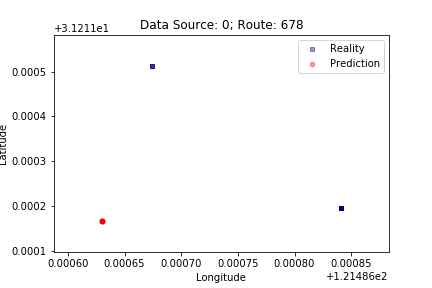 Data Source: 0; Route: 678
+3.1211e1
Reality
Prediction
0.0005
0.0004
0.0003
0.0002
0.0001
Latitude
0.00060 0.00065 0.00070 0.00075 0.00080 0.00085
Longitude
+1.21486e2